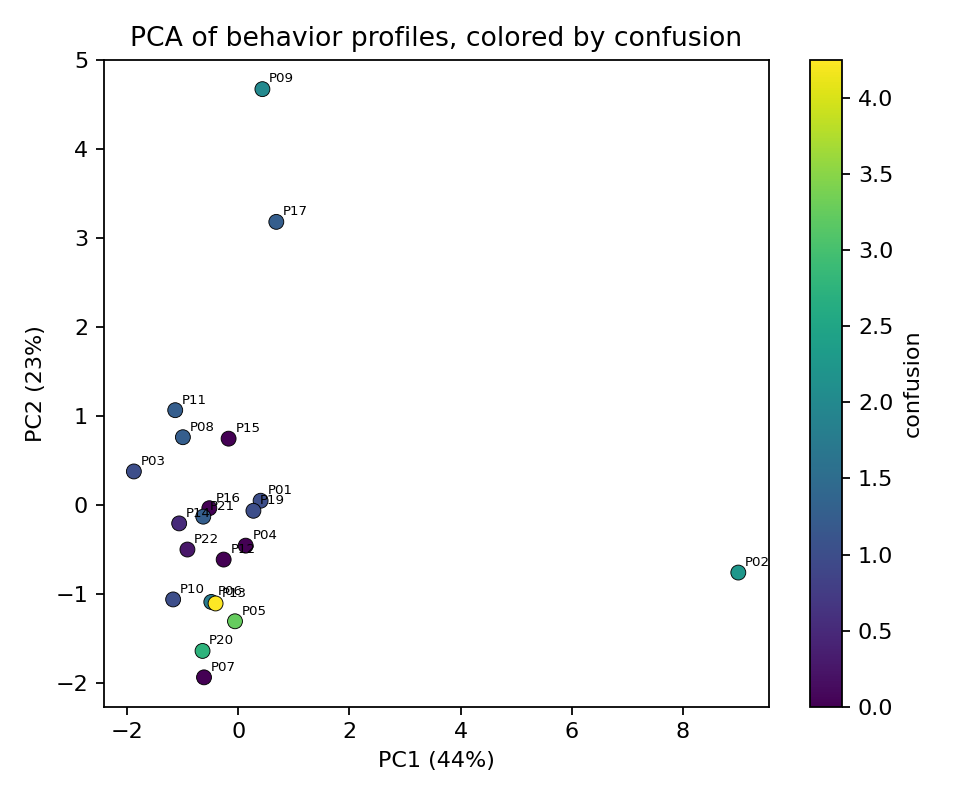 PCA of behavior profiles, colored by confusion
5
4
3
2
1
0
−1
−2
PC2 (23%)
P09
P17
P11
P08
P15
P03
P01
P16
P19
P21
P14
P04
P22
P12
P02
P10
P06
P13
P05
P20
P07
−2
0
2
4
6
8
PC1 (44%)
4.0
3.5
3.0
2.5
2.0
1.5
1.0
0.5
0.0
confusion